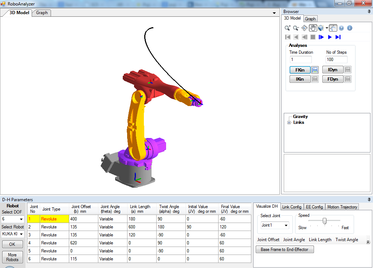 RoboAnalyzer
3D Model Graph
Browser
3D Model Graph
Analyses
Time Duration No of Steps
1 100
FKin IDyn
IKin FDyn
Gravity
Links
D-H Parameters
Robot
Select DOF
6
Select Robot
KUKA
OK
More Robots
Joint No Joint Type Joint Offset (b) mm Joint Angle (theta) deg Link Length (a) mm Twist Angle (alpha) deg Initial Value (JV) deg or mm Final Value (JV) deg or mm
1 Revolute 400 Variable 180 90 0 60
2 Revolute 135 Variable 600 180 90 120
3 Revolute 135 Variable 120 -90 0 -60
4 Revolute 620 Variable 0 90 0 60
5 Revolute 0 Variable 0 -90 0 -60
6 Revolute 115 Variable 0 0 0 60
Visualize DH Link Config EE Config Motion Trajectory
Select Joint
Joint1
Speed
Slow Fast
Joint Offset Joint Angle Link Length Twist Angle
Base Frame to End Effector